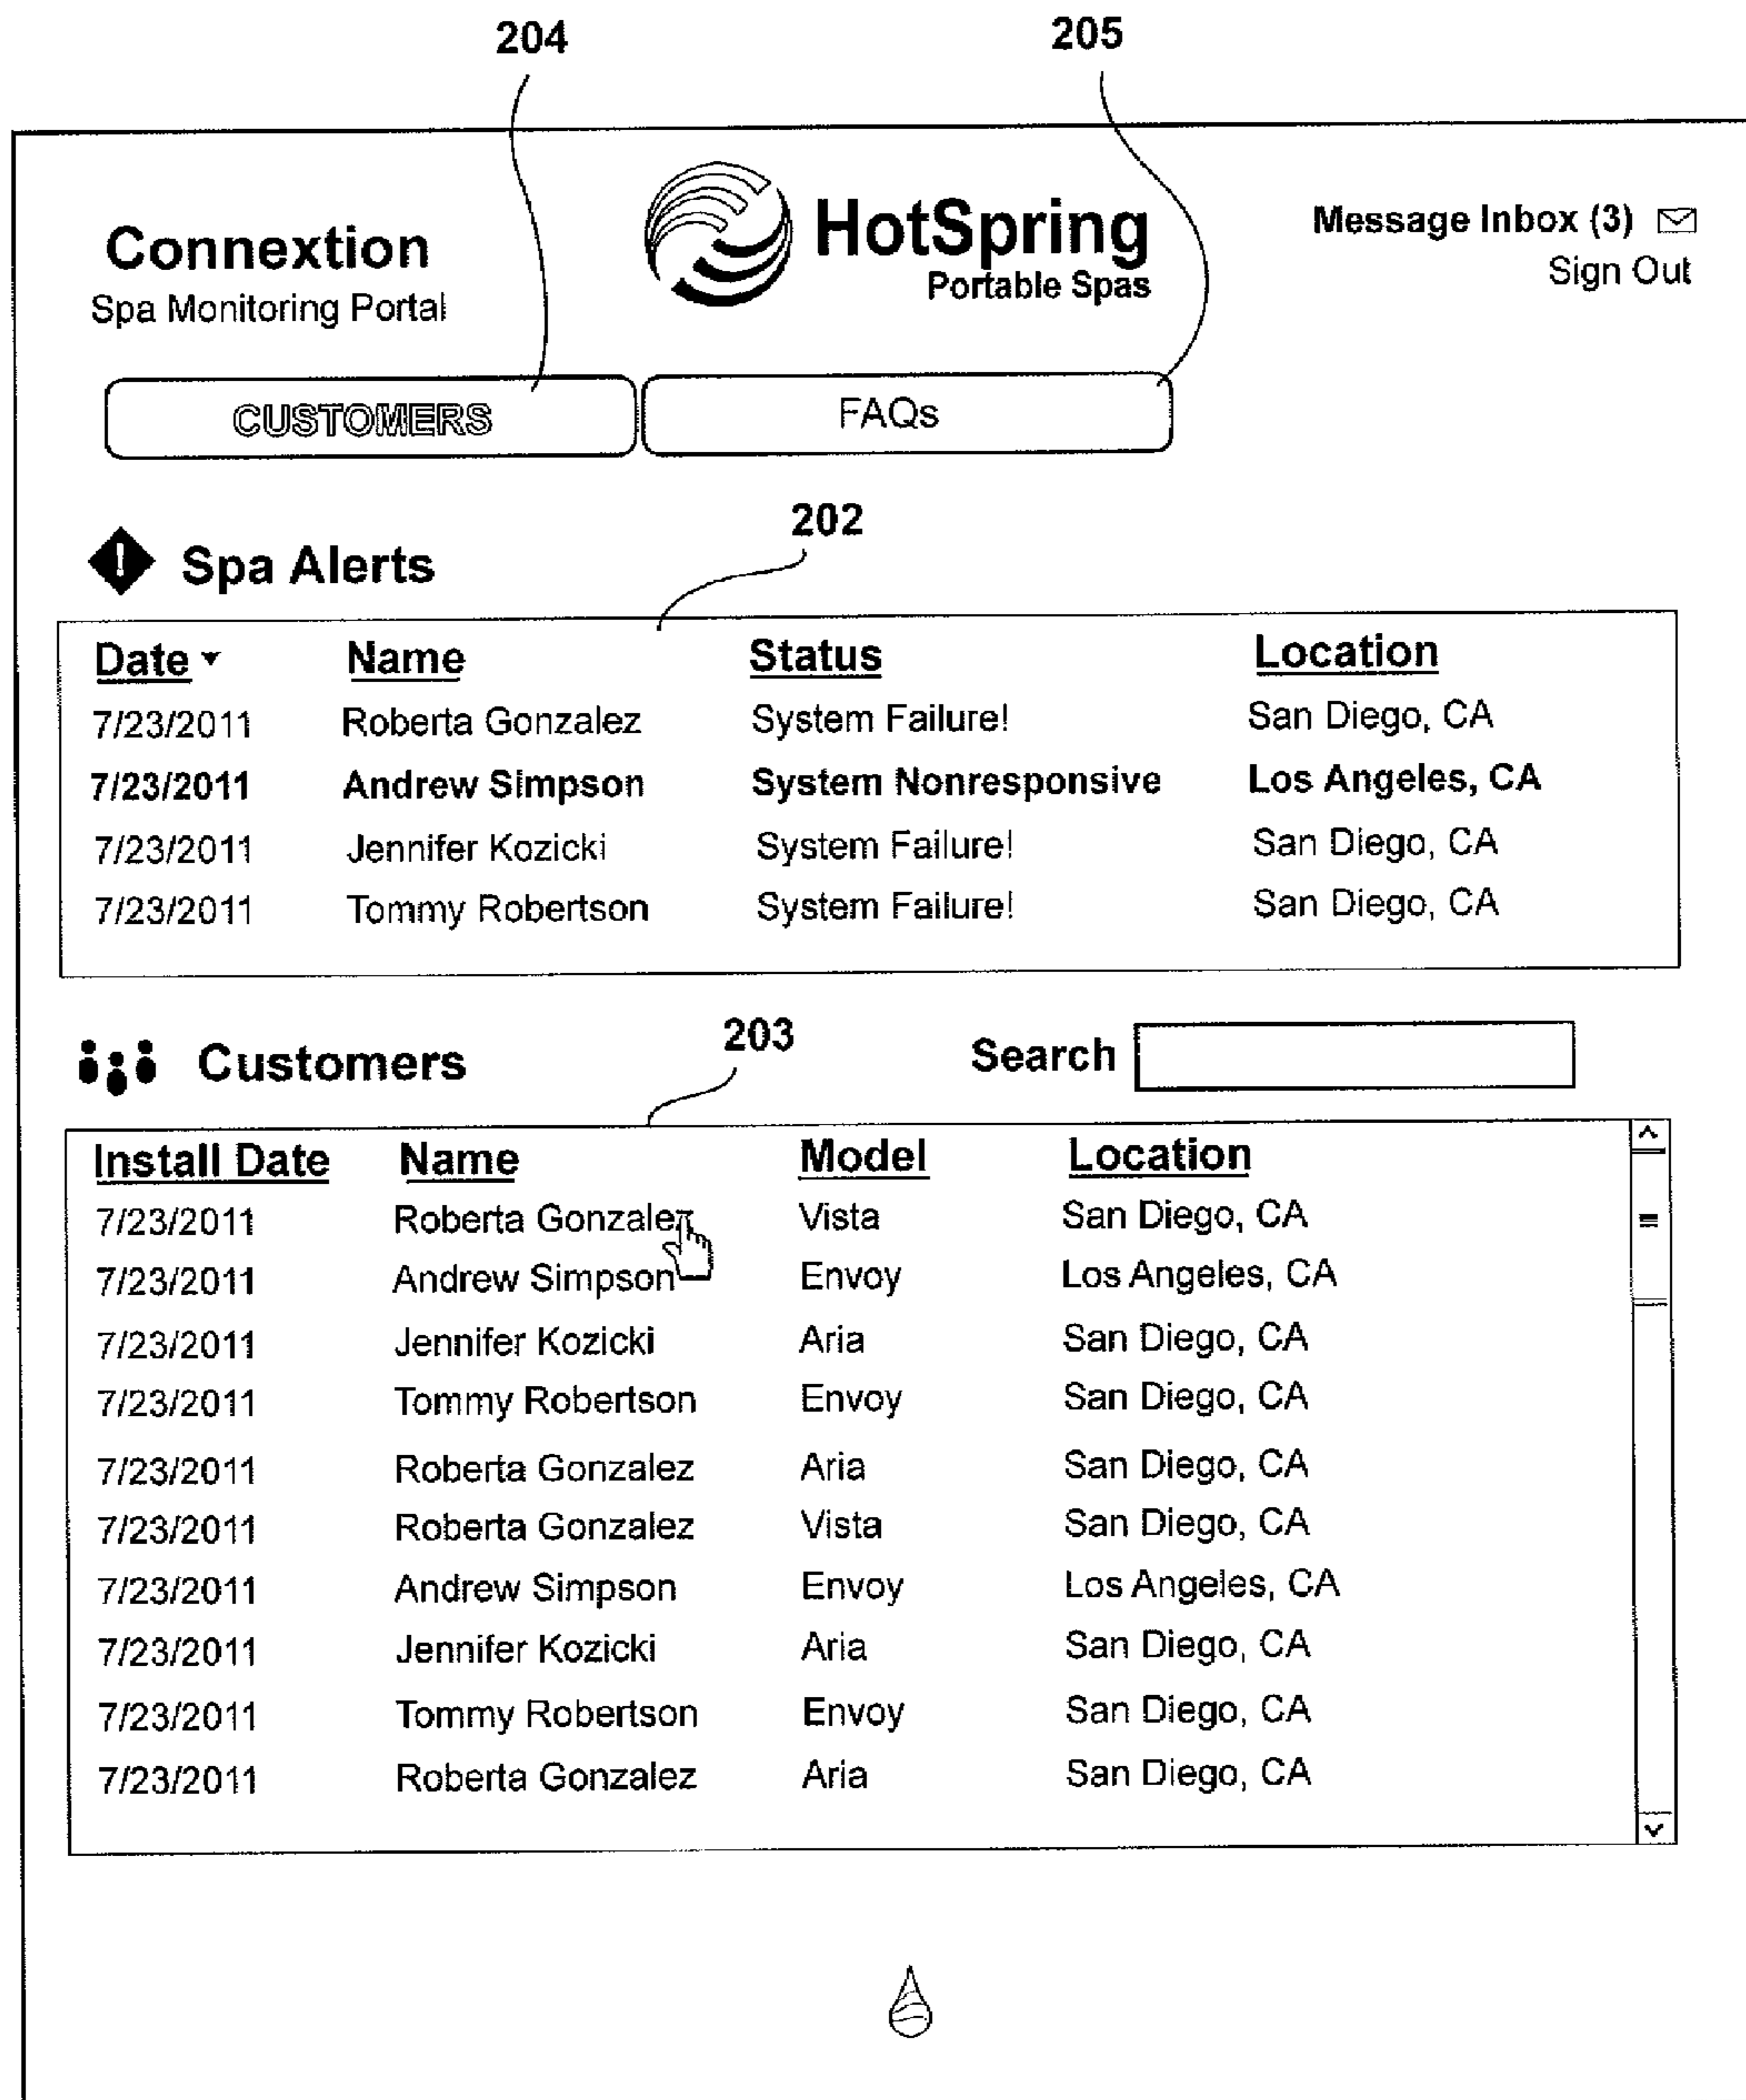 204 205
Connextion
Spa Monitoring Portal
HotSpring
Portable Spas
Message Inbox (3)
Sign Out
CUSTOMERS FAQs
202
! Spa Alerts
Date Name Status Location
7/23/2011 Roberta Gonzalez System Failure! San Diego, CA
7/23/2011 Andrew Simpson System Nonresponsive Los Angeles, CA
7/23/2011 Jennifer Kozicki System Failure! San Diego, CA
7/23/2011 Tommy Robertson System Failure! San Diego, CA
203
Customers Search
Install Date Name Model Location
7/23/2011 Roberta Gonzalez Vista San Diego, CA
7/23/2011 Andrew Simpson Envoy Los Angeles, CA
7/23/2011 Jennifer Kozicki Aria San Diego, CA
7/23/2011 Tommy Robertson Envoy San Diego, CA
7/23/2011 Roberta Gonzalez Aria San Diego, CA
7/23/2011 Roberta Gonzalez Vista San Diego, CA
7/23/2011 Andrew Simpson Envoy Los Angeles, CA
7/23/2011 Jennifer Kozicki Aria San Diego, CA
7/23/2011 Tommy Robertson Envoy San Diego, CA
7/23/2011 Roberta Gonzalez Aria San Diego, CA